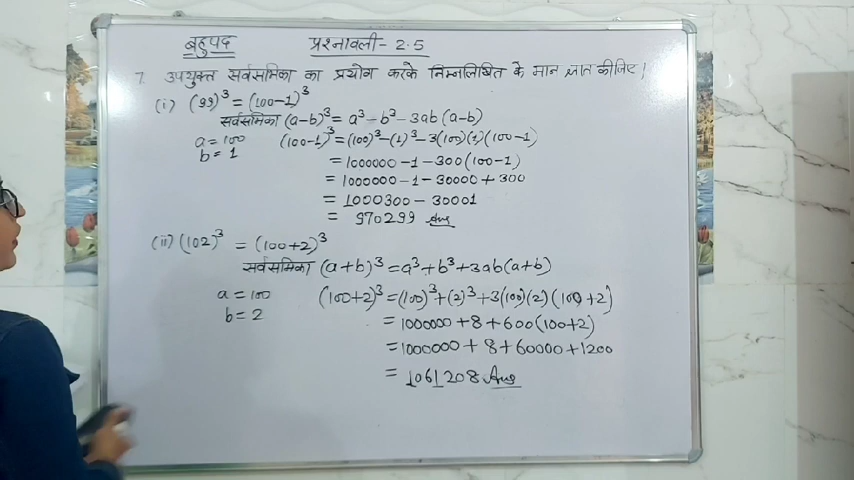 बहुपद प्रश्नावली - 2.5
7. उपयुक्त सर्वसमिका का प्रयोग करके निम्नलिखित के मान ज्ञात कीजिए।
(i) (99)³ = (100-1)³
सर्वसमिका (a-b)³ = a³ - b³ - 3ab(a-b)
a = 100 (100-1)³ = (100)³ - (1)³ - 3(100)(1)(100-1)
b = 1
= 1000000 - 1 - 300(100-1)
= 1000000 - 1 - 30000 + 300
= 1000300 - 30001
= 970299 Ans
(ii) (102)³ = (100+2)³
सर्वसमिका (a+b)³ = a³ + b³ + 3ab(a+b)
a = 100 (100+2)³ = (100)³ + (2)³ + 3(100)(2)(100+2)
b = 2
= 1000000 + 8 + 600(100+2)
= 1000000 + 8 + 60000 + 1200
= 1061208 Ans